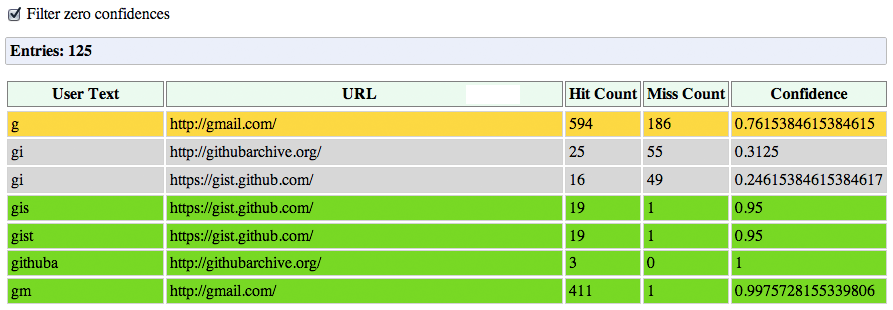 Filter zero confidences
Entries: 125
User Text URL Hit Count Miss Count Confidence
g http://gmail.com/ 594 186 0.7615384615384615
gi http://githubarchive.org/ 25 55 0.3125
gi https://gist.github.com/ 16 49 0.24615384615384617
gis https://gist.github.com/ 19 1 0.95
gist https://gist.github.com/ 19 1 0.95
githuba http://githubarchive.org/ 3 0 1
gm http://gmail.com/ 411 1 0.9975728155339806